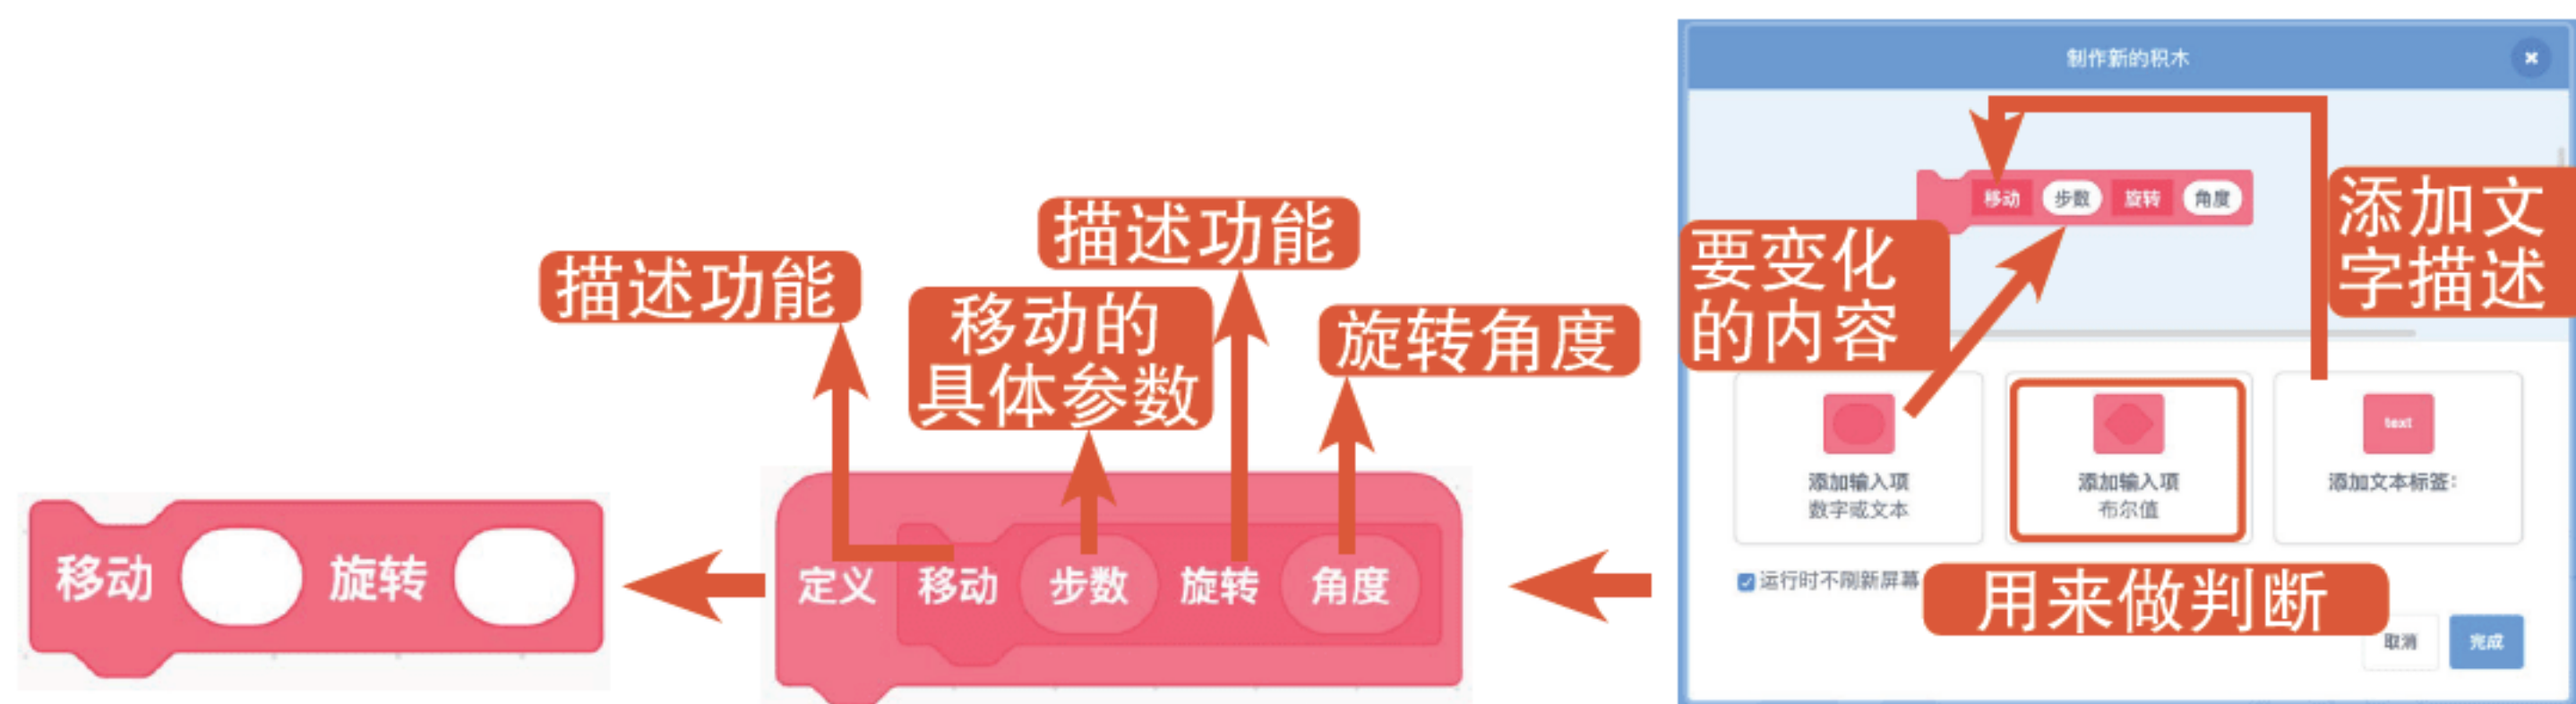 移动 旋转
描述功能
移动的
具体参数
描述功能
旋转角度
定义 移动 步数 旋转 角度
制作新的积木
移动 步数 旋转 角度
要变化
的内容
添加文
字描述
添加输入项
数字或文本
添加输入项
布尔值
text
添加文本标签:
运行时不刷新屏幕
用来做判断
取消 完成